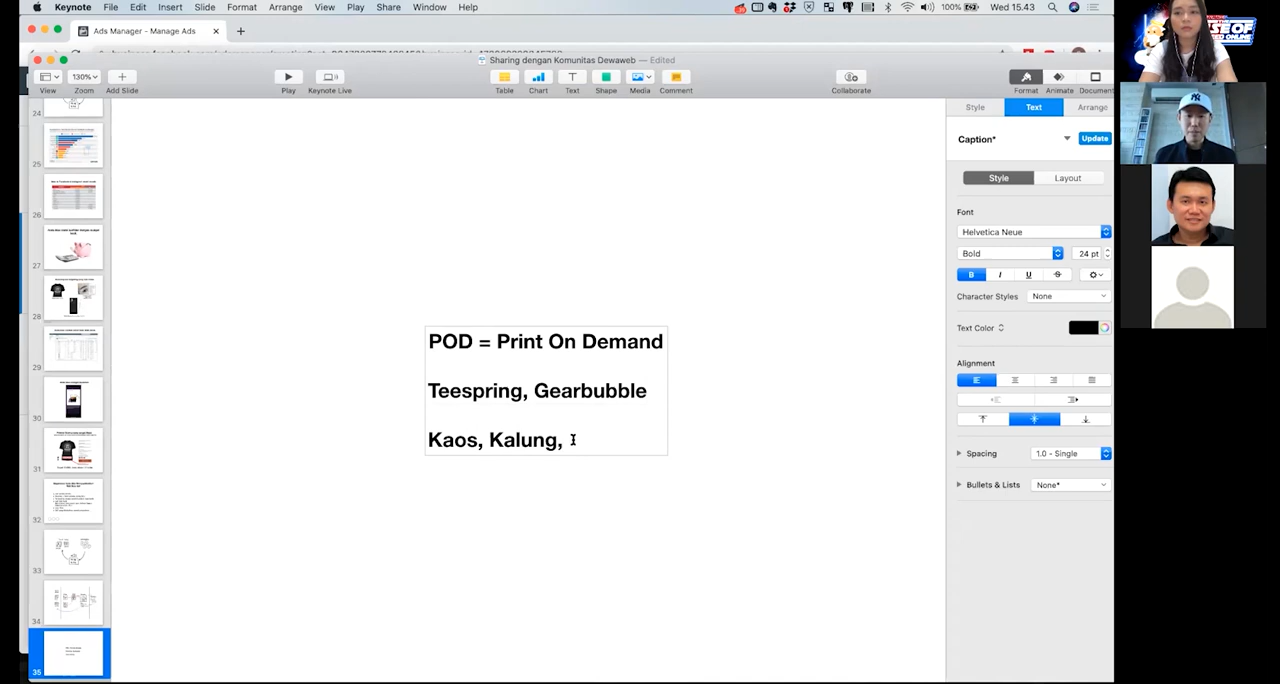 Keynote File Edit Insert Slide Format Arrange View Play Share Window Help
100% Wed 15.43
Ads Manager - Manage Ads
Sharing dengan Komunitas Dewaweb — Edited
130%
View Zoom Add Slide Play Keynote Live Table Chart Text Shape Media Comment Collaborate Format Animate Document
Style Text Arrange
Caption* Update
Style Layout
Font
Helvetica Neue
Bold 24 pt
B I U S
Character Styles None
Text Color
Alignment
Spacing 1.0 - Single
Bullets & Lists None*
24
25
26
27
28
29
30
31
32
33
34
35
POD = Print On Demand
Teespring, Gearbubble
Kaos, Kalung,
NY